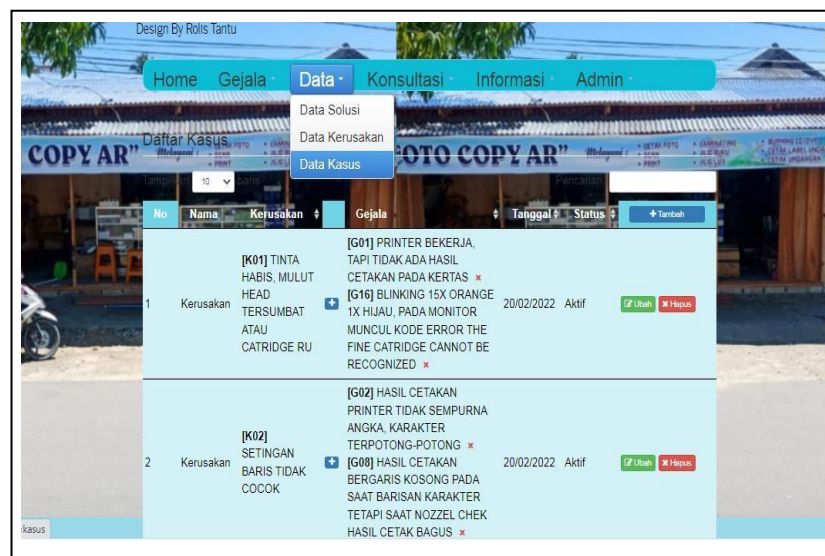 Design By Rolis Tantu
Home Gejala Data Konsultasi Informasi Admin
Data Solusi
Data Kerusakan
Data Kasus
Daftar Kasus
COPY AR" Melayani :
FOTO COPY AR" Melayani :
Tampilkan 10 baris
Pencarian
No Nama Kerusakan Gejala Tanggal Status + Tambah
1 Kerusakan
[K01] TINTA
HABIS, MULUT
HEAD
TERSUMBAT
ATAU
CATRIDGE RU
[G01] PRINTER BEKERJA,
TAPI TIDAK ADA HASIL
CETAKAN PADA KERTAS ×
[G16] BLINKING 15X ORANGE
1X HIJAU, PADA MONITOR
MUNCUL KODE ERROR THE
FINE CATRIDGE CANNOT BE
RECOGNIZED ×
20/02/2022 Aktif Ubah × Hapus
2 Kerusakan
[K02]
SETINGAN
BARIS TIDAK
COCOK
[G02] HASIL CETAKAN
PRINTER TIDAK SEMPURNA
ANGKA, KARAKTER
TERPOTONG-POTONG ×
[G08] HASIL CETAKAN
BERGARIS KOSONG PADA
SAAT BARISAN KARAKTER
TETAPI SAAT NOZZEL CHEK
HASIL CETAK BAGUS ×
20/02/2022 Aktif Ubah × Hapus
kasus